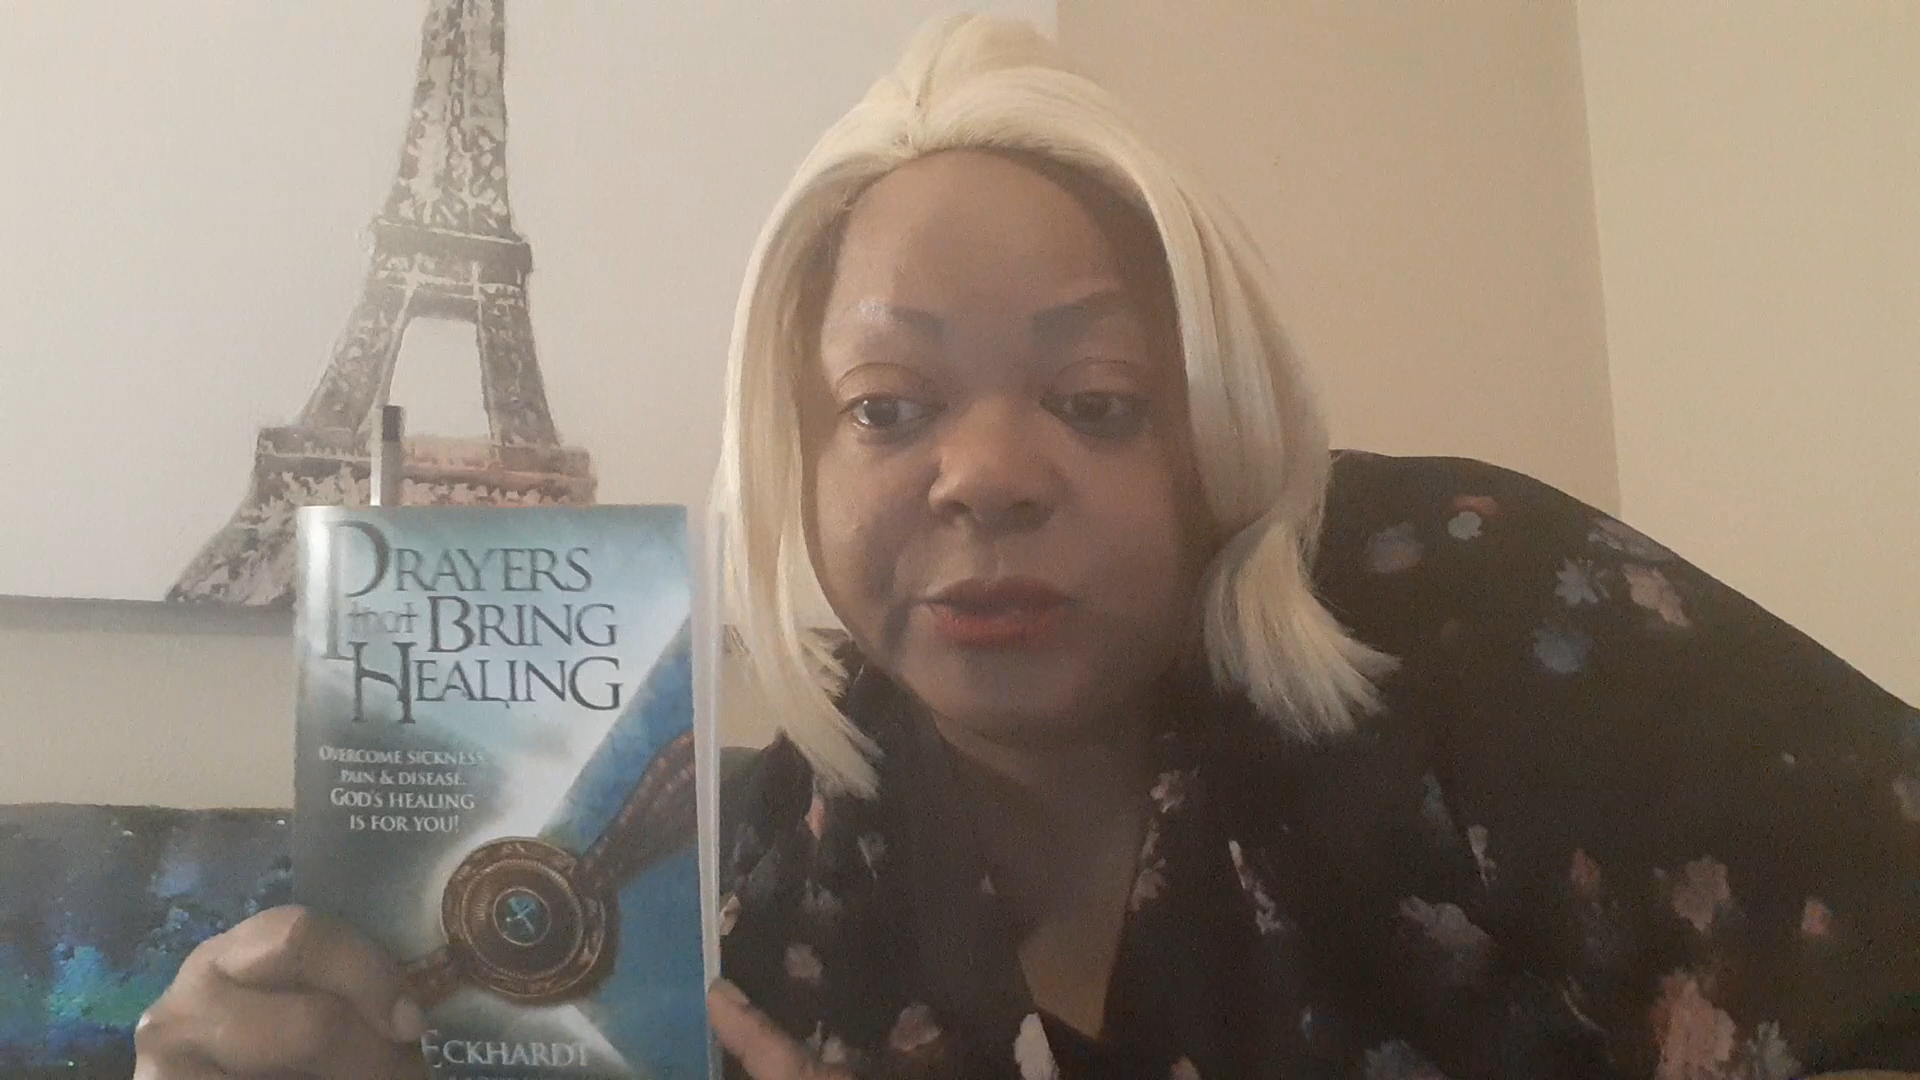 PRAYERS
that BRING
HEALING
OVERCOME SICKNESS,
PAIN & DISEASE.
GOD'S HEALING
IS FOR YOU!
ECKHARDT